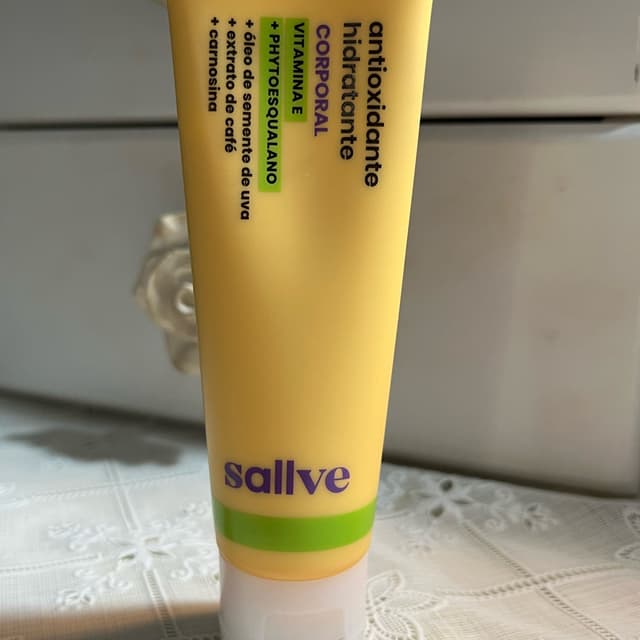 antioxidante
hidratante
CORPORAL
VITAMINA E
+ PHYTOESQUALANO
+ óleo de semente de uva
+ extrato de café
+ carnosina
sallve